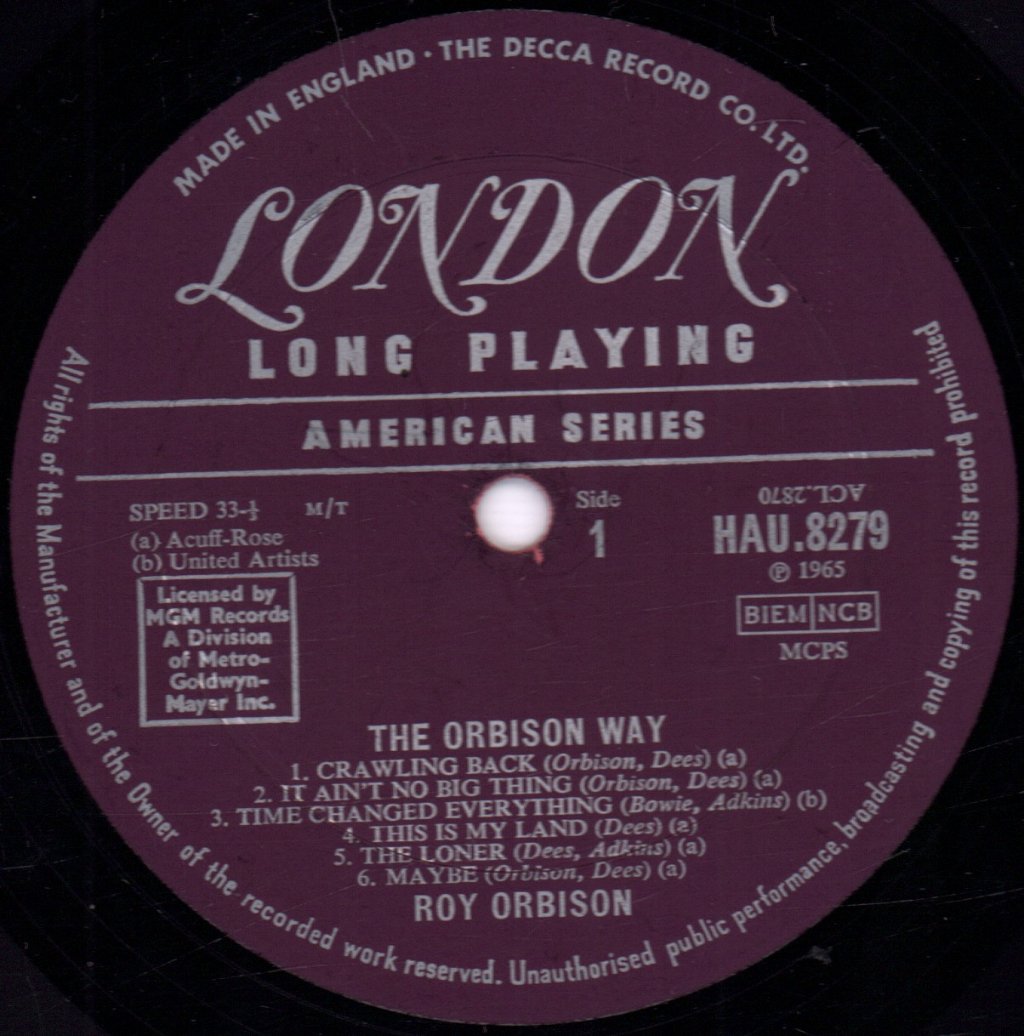 MADE IN ENGLAND · THE DECCA RECORD CO. LTD.
LONDON
LONG PLAYING
AMERICAN SERIES
SPEED 33-⅓ M/T
(a) Acuff-Rose
(b) United Artists
Licensed by
MGM Records
A Division
of Metro-
Goldwyn-
Mayer Inc.
Side
1
ACL.2870
HAU.8279
℗ 1965
BIEM NCB
MCPS
THE ORBISON WAY
1. CRAWLING BACK (Orbison, Dees) (a)
2. IT AIN'T NO BIG THING (Orbison, Dees) (a)
3. TIME CHANGED EVERYTHING (Bowie, Adkins) (b)
4. THIS IS MY LAND (Dees) (a)
5. THE LONER (Dees, Adkins) (a)
6. MAYBE (Orbison, Dees) (a)
ROY ORBISON
All rights of the Manufacturer and of the Owner of the recorded work reserved. Unauthorised public performance, broadcasting and copying of this record prohibited